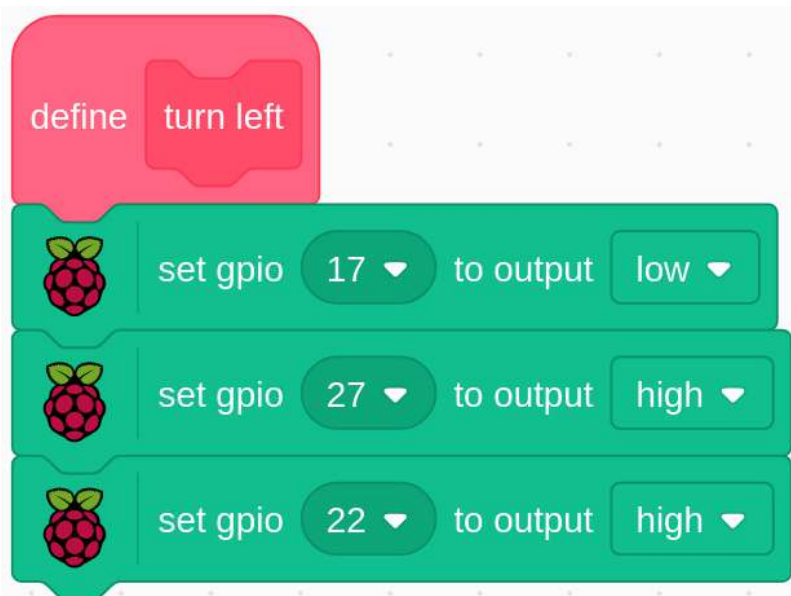 define turn left
set gpio 17 to output low
set gpio 27 to output high
set gpio 22 to output high